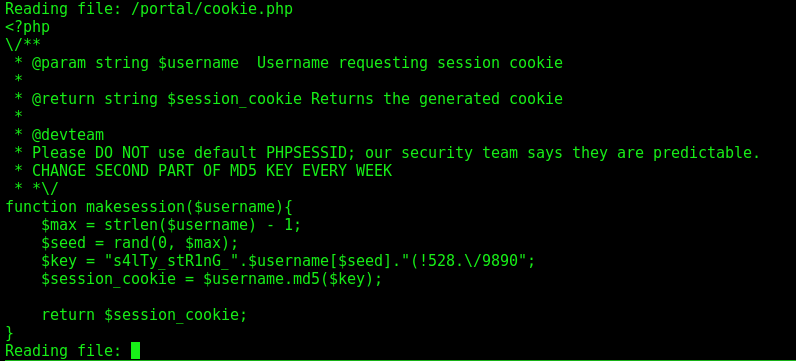 Reading file: /portal/cookie.php
<?php
\/**
 * @param string $username  Username requesting session cookie
 *
 * @return string $session_cookie Returns the generated cookie
 *
 * @devteam
 * Please DO NOT use default PHPSESSID; our security team says they are predictable.
 * CHANGE SECOND PART OF MD5 KEY EVERY WEEK
 * *\/
function makesession($username){
    $max = strlen($username) - 1;
    $seed = rand(0, $max);
    $key = "s4lTy_stR1nG_".$username[$seed]."(!528.\/9890";
    $session_cookie = $username.md5($key);

    return $session_cookie;
}
Reading file: